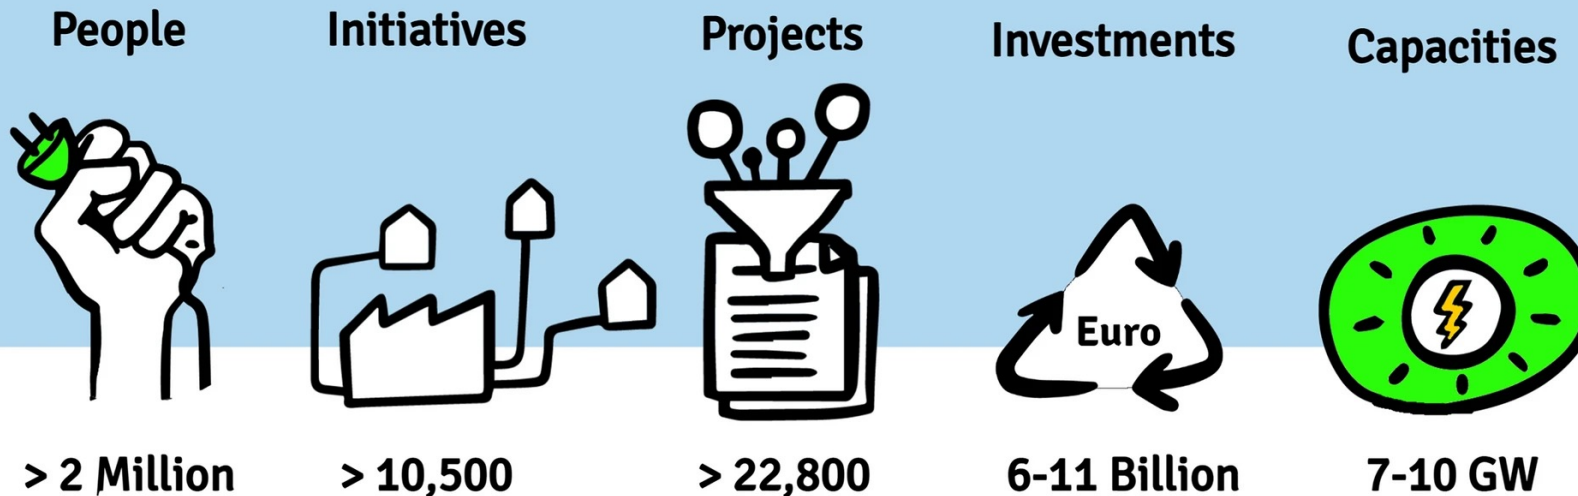 People
Initiatives
Projects
Investments
Capacities
Euro
> 2 Million
> 10,500
> 22,800
6-11 Billion
7-10 GW